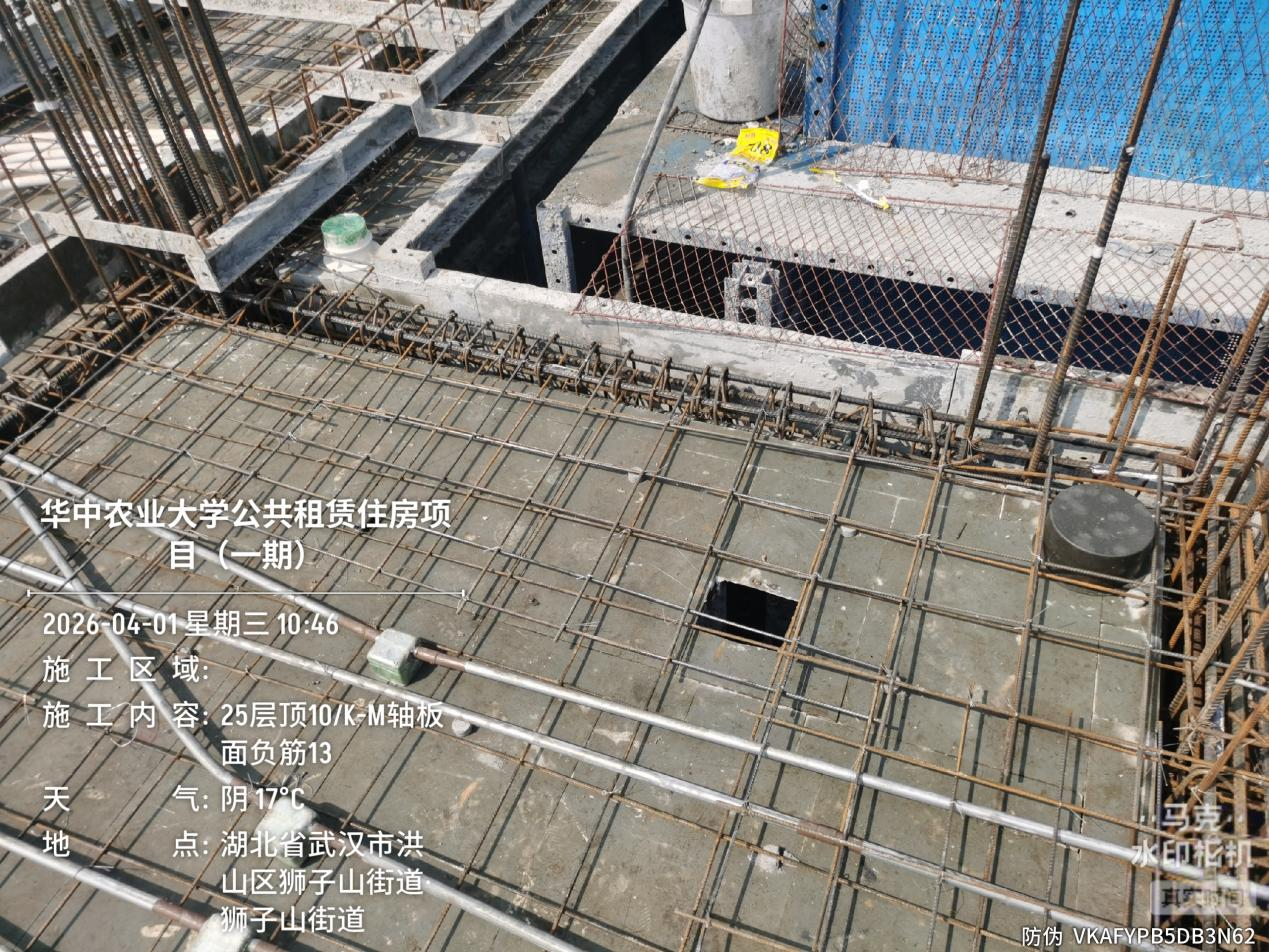 华中农业大学公共租赁住房项
目（一期）
2026-04-01 星期三 10:46
施工区域:
施工内容: 25层顶10/K-M轴板
面负筋13
天气: 阴 17℃
地点: 湖北省武汉市洪
山区狮子山街道·
狮子山街道
马克
水印相机
真实时间
防伪 VKAFYPB5DB3N62